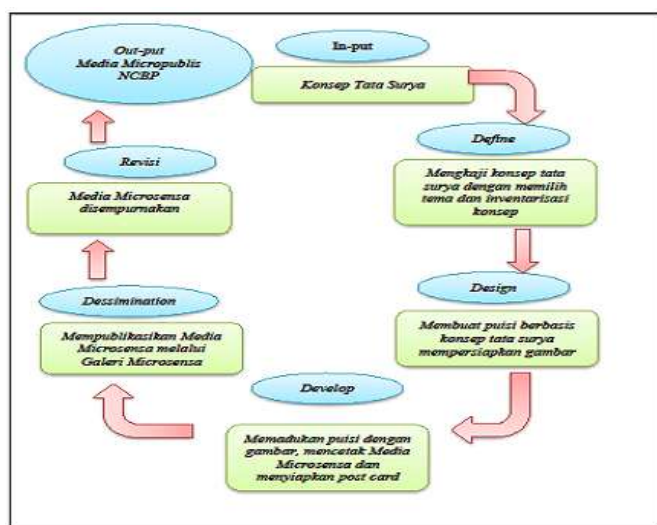 Out-put
Media Micropublis
NCBP
In-put
Konsep Tata Surya
Define
Mengkaji konsep tata
surya dengan memilih
tema dan inventarisasi
konsep
Design
Membuat puisi berbasis
konsep tata surya
mempersiapkan gambar
Develop
Memadukan puisi dengan
gambar, mencetak Media
Microsensa dan
menyiapkan post card
Dessimination
Mempublikasikan Media
Microsensa melalui
Galeri Microsensa
Revisi
Media Microsensa
disempurnakan